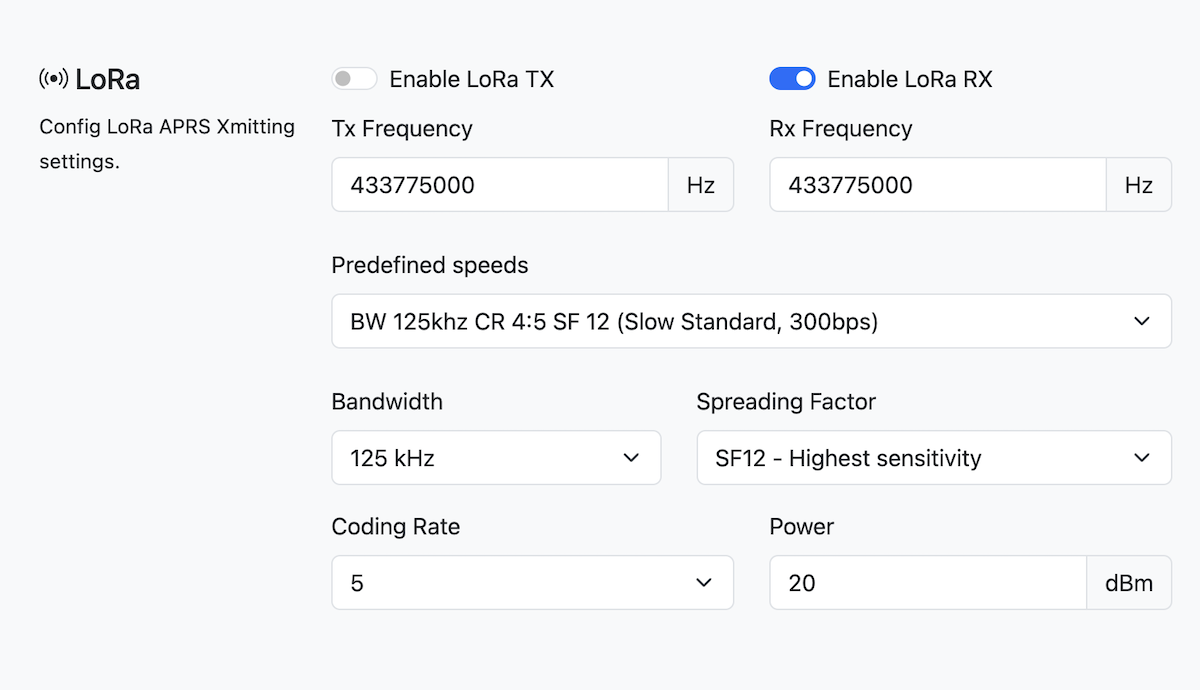 LoRa
Config LoRa APRS Xmitting
settings.
Enable LoRa TX
Enable LoRa RX
Tx Frequency
Rx Frequency
433775000 Hz
433775000 Hz
Predefined speeds
BW 125khz CR 4:5 SF 12 (Slow Standard, 300bps)
Bandwidth
Spreading Factor
125 kHz
SF12 - Highest sensitivity
Coding Rate
Power
5
20 dBm